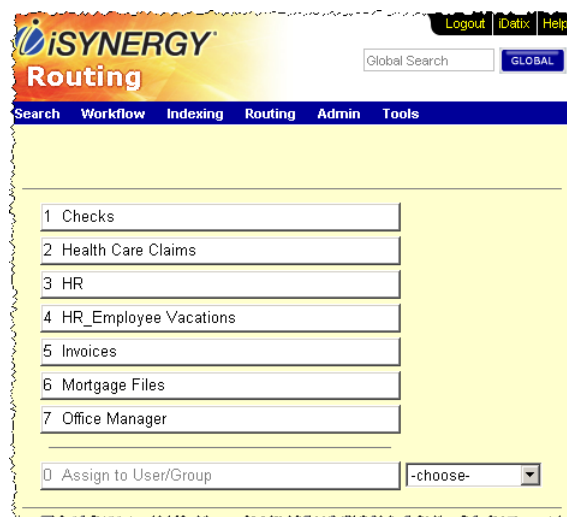 Logout iDatix Help
iSYNERGY
Global Search GLOBAL
Routing
Search Workflow Indexing Routing Admin Tools
1 Checks
2 Health Care Claims
3 HR
4 HR_Employee Vacations
5 Invoices
6 Mortgage Files
7 Office Manager
0 Assign to User/Group -choose-